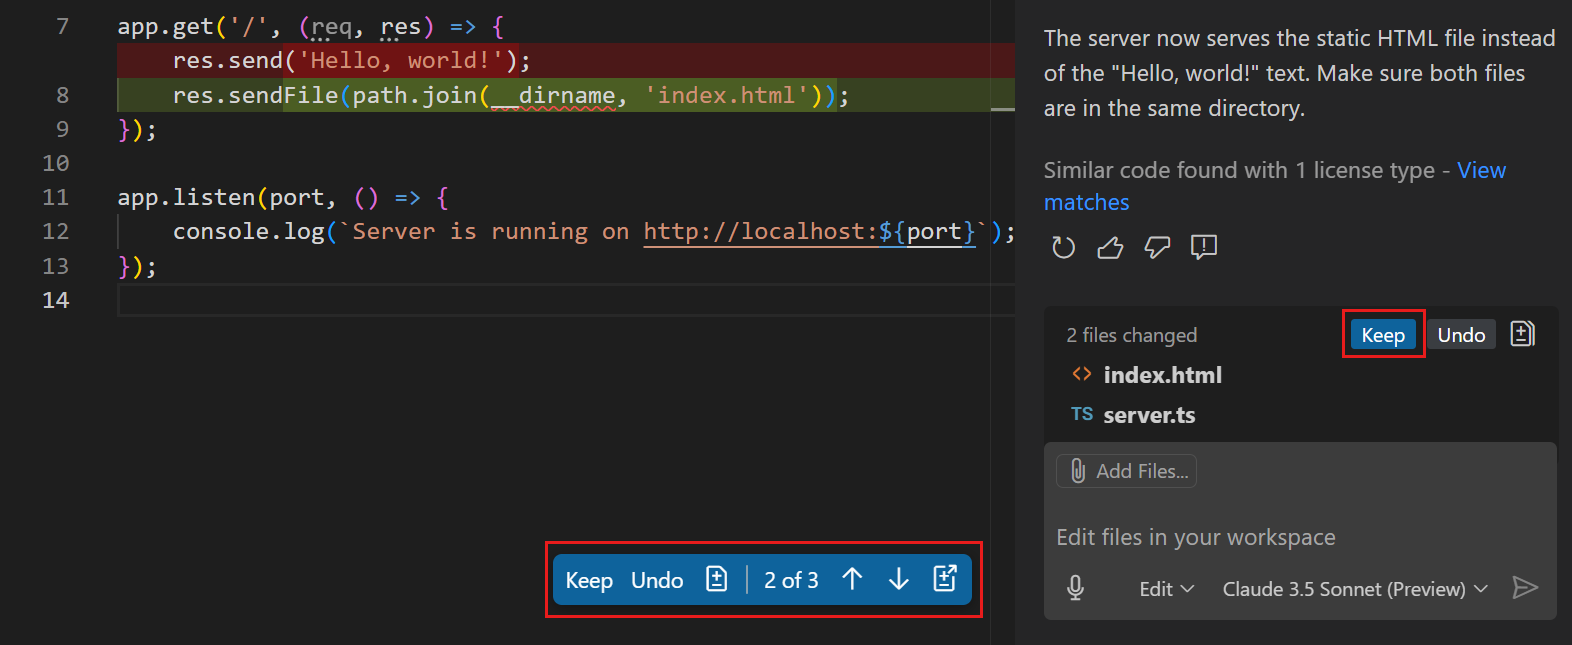 7 app.get('/', (req, res) => {
res.send('Hello, world!');
8 res.sendFile(path.join(__dirname, 'index.html'));
9 });
10
11 app.listen(port, () => {
12 console.log(`Server is running on http://localhost:${port}`);
13 });
14
Keep Undo 2 of 3
The server now serves the static HTML file instead
of the "Hello, world!" text. Make sure both files
are in the same directory.
Similar code found with 1 license type - View
matches
2 files changed Keep Undo
<> index.html
TS server.ts
Add Files...
Edit files in your workspace
Edit Claude 3.5 Sonnet (Preview)